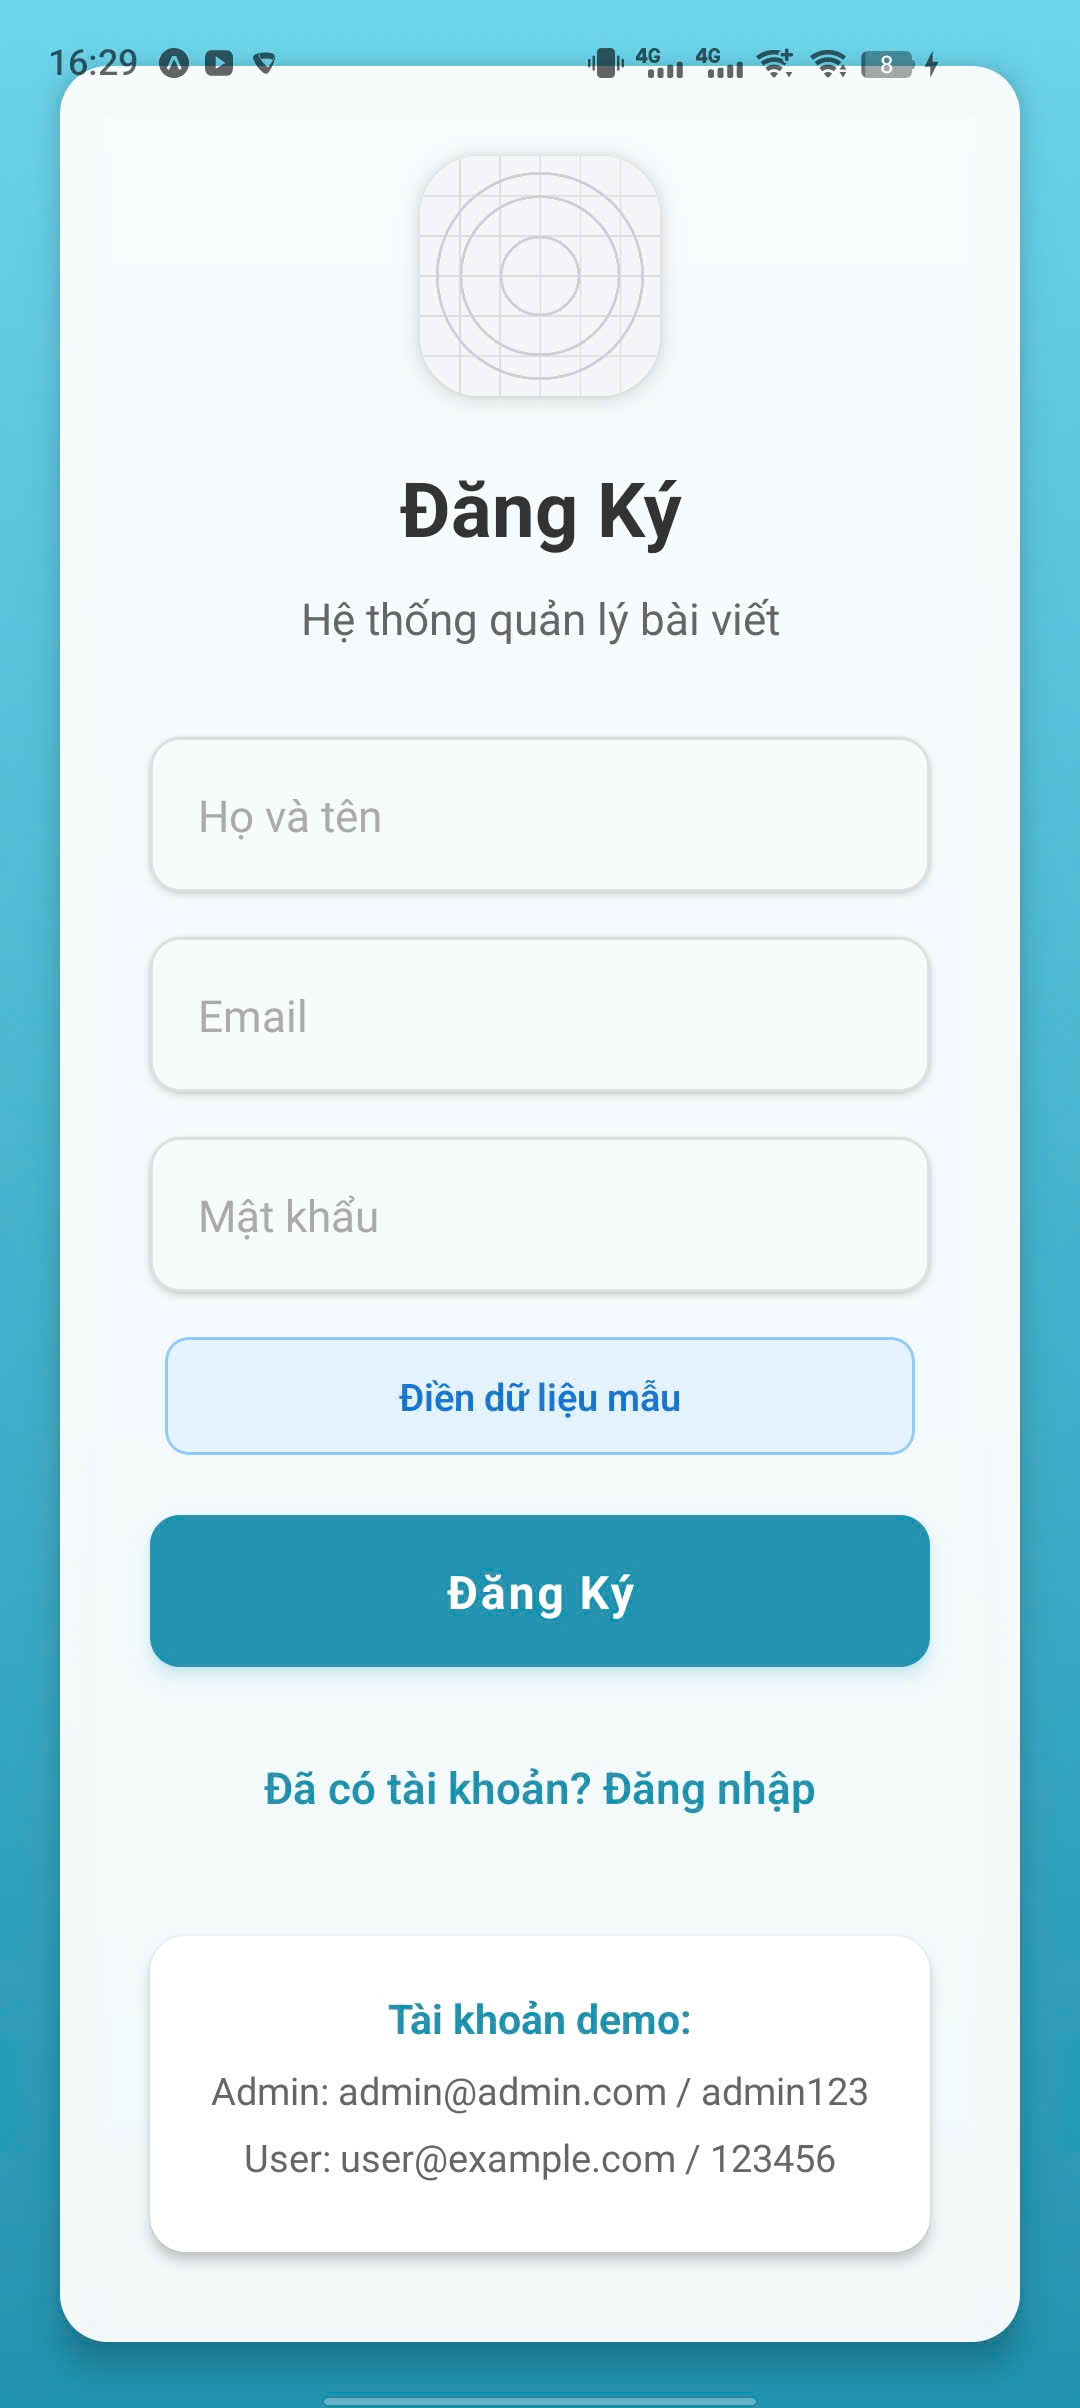 16:29
4G 4G 8
Đăng Ký
Hệ thống quản lý bài viết
Họ và tên
Email
Mật khẩu
Điền dữ liệu mẫu
Đăng Ký
Đã có tài khoản? Đăng nhập
Tài khoản demo:
Admin: admin@admin.com / admin123
User: user@example.com / 123456